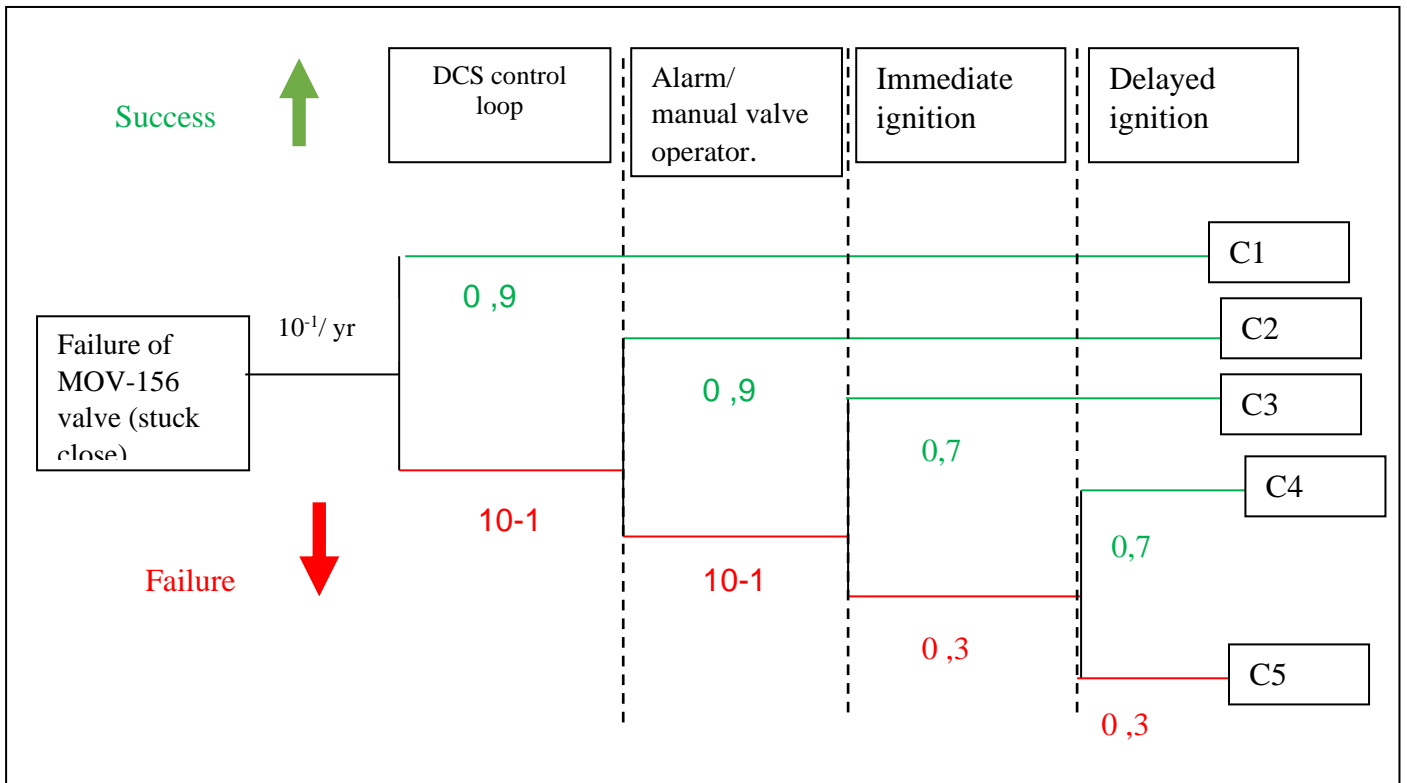 DCS control
loop
Alarm/
manual valve
operator.
Immediate
ignition
Delayed
ignition
Success
C1
0 ,9
10-1/ yr
C2
Failure of
MOV-156
valve (stuck
close)
0 ,9
C3
0,7
C4
10-1
0,7
10-1
Failure
0 ,3
C5
0 ,3